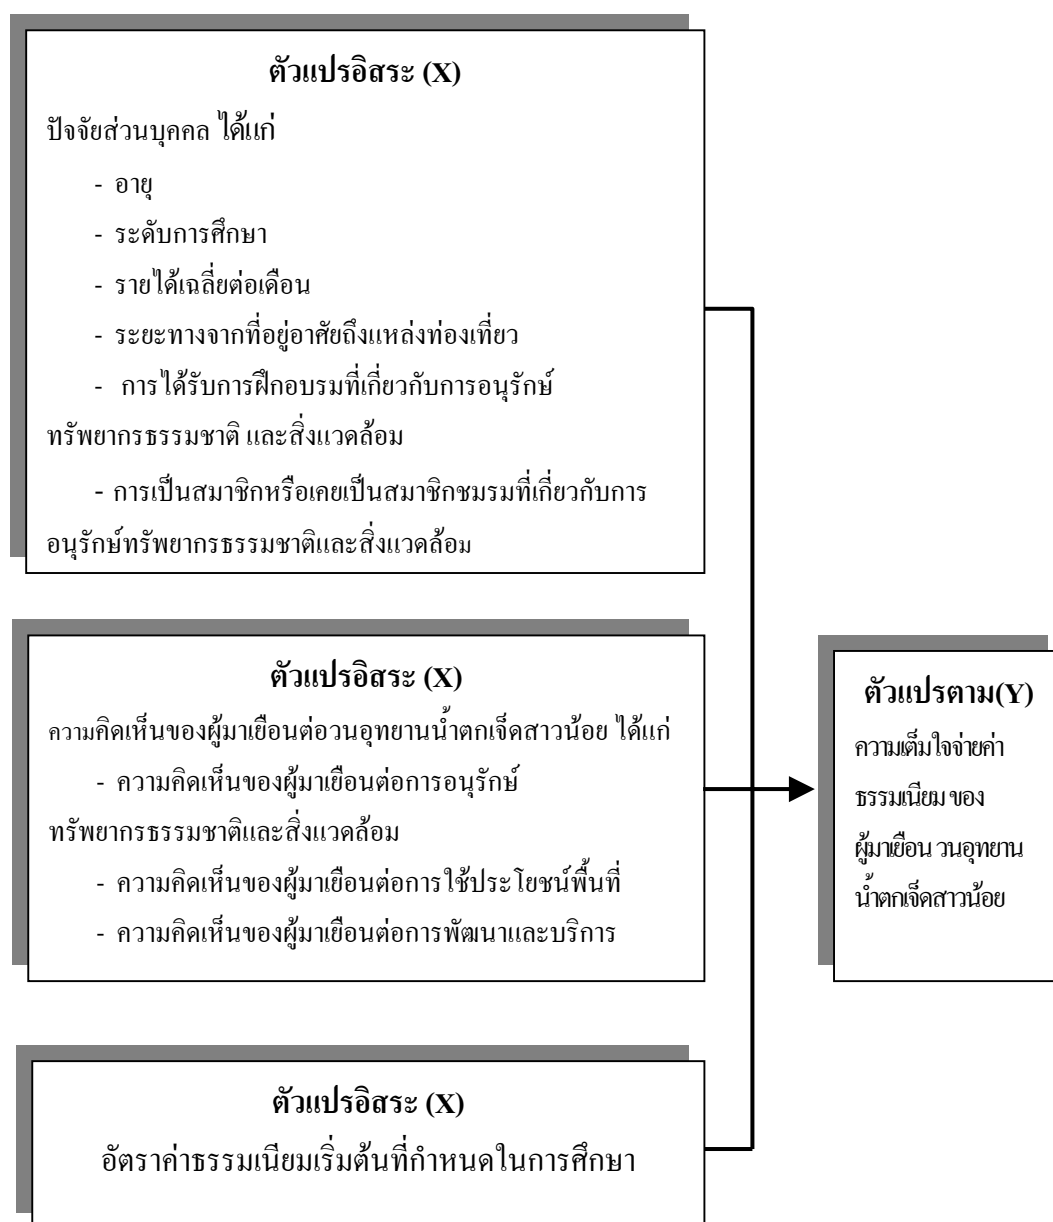 ตัวแปรอิสระ (X)
ปัจจัยส่วนบุคคล ได้แก่
- อายุ
- ระดับการศึกษา
- รายได้เฉลี่ยต่อเดือน
- ระยะทางจากที่อยู่อาศัยถึงแหล่งท่องเที่ยว
- การได้รับการฝึกอบรมที่เกี่ยวกับการอนุรักษ์
ทรัพยากรธรรมชาติ และสิ่งแวดล้อม
- การเป็นสมาชิกหรือเคยเป็นสมาชิกชมรมที่เกี่ยวกับการ
อนุรักษ์ทรัพยากรธรรมชาติและสิ่งแวดล้อม
ตัวแปรอิสระ (X)
ความคิดเห็นของผู้มาเยือนต่อวนอุทยานน้ำตกเจ็ดสาวน้อย ได้แก่
- ความคิดเห็นของผู้มาเยือนต่อการอนุรักษ์
ทรัพยากรธรรมชาติและสิ่งแวดล้อม
- ความคิดเห็นของผู้มาเยือนต่อการใช้ประโยชน์พื้นที่
- ความคิดเห็นของผู้มาเยือนต่อการพัฒนาและบริการ
ตัวแปรตาม(Y)
ความเต็มใจจ่ายค่า
ธรรมเนียม ของ
ผู้มาเยือน วนอุทยาน
น้ำตกเจ็ดสาวน้อย
ตัวแปรอิสระ (X)
อัตราค่าธรรมเนียมเริ่มต้นที่กำหนดในการศึกษา